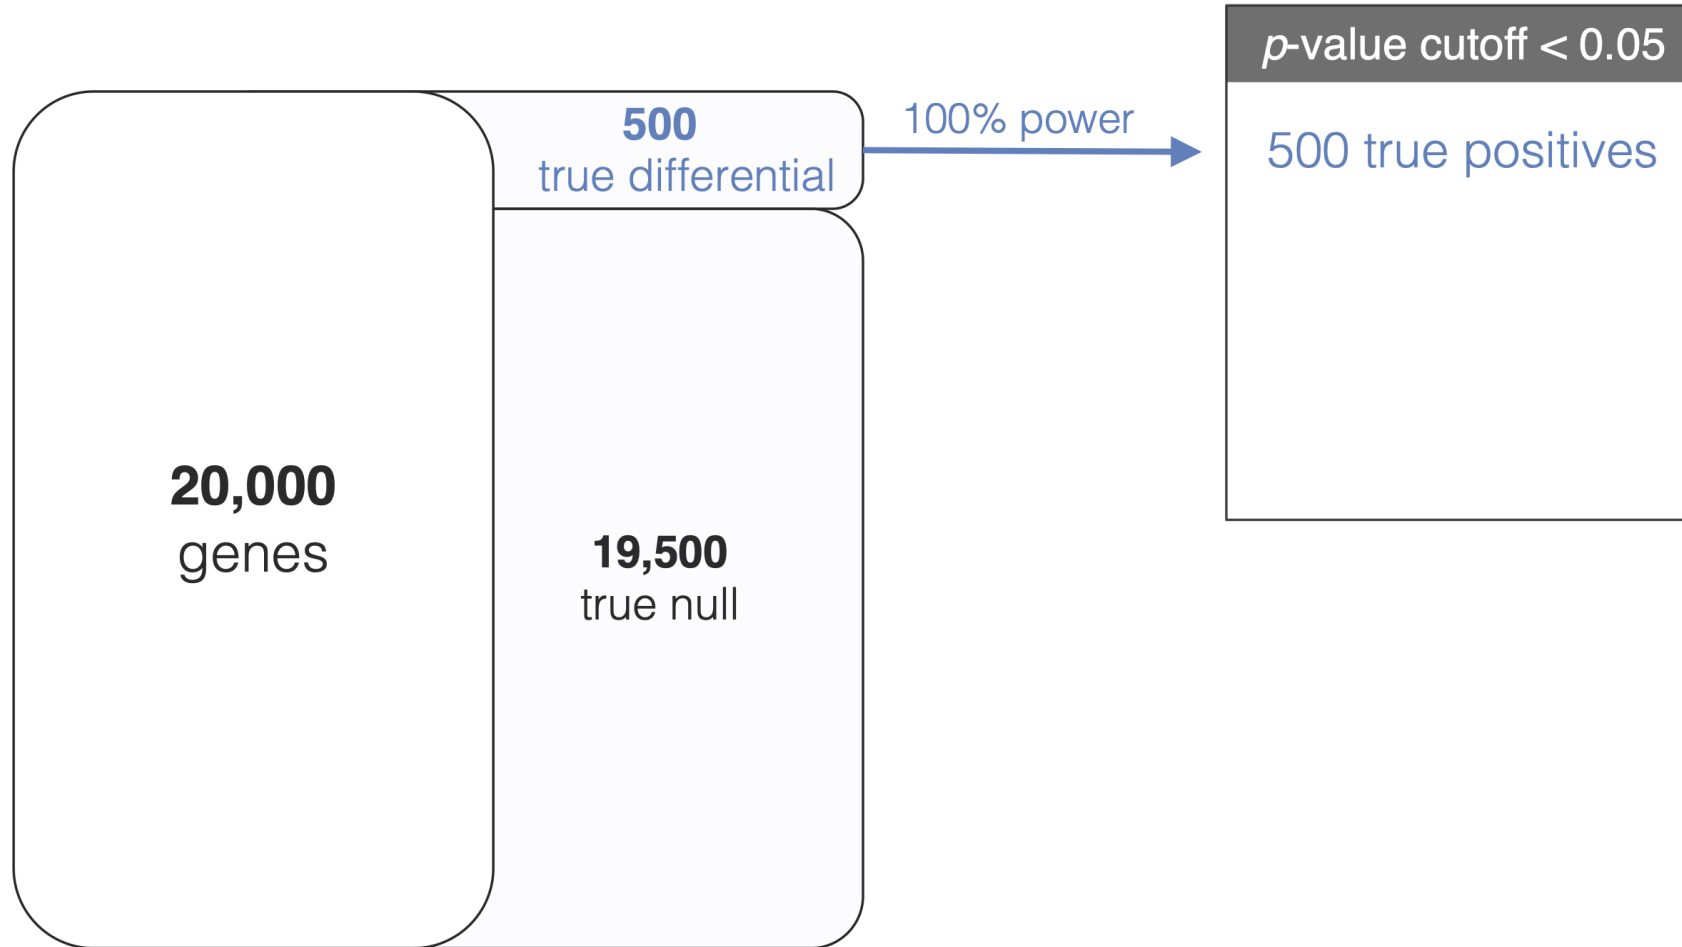 p-value cutoff < 0.05
500
true differential
100% power
500 true positives
20,000
genes
19,500
true null